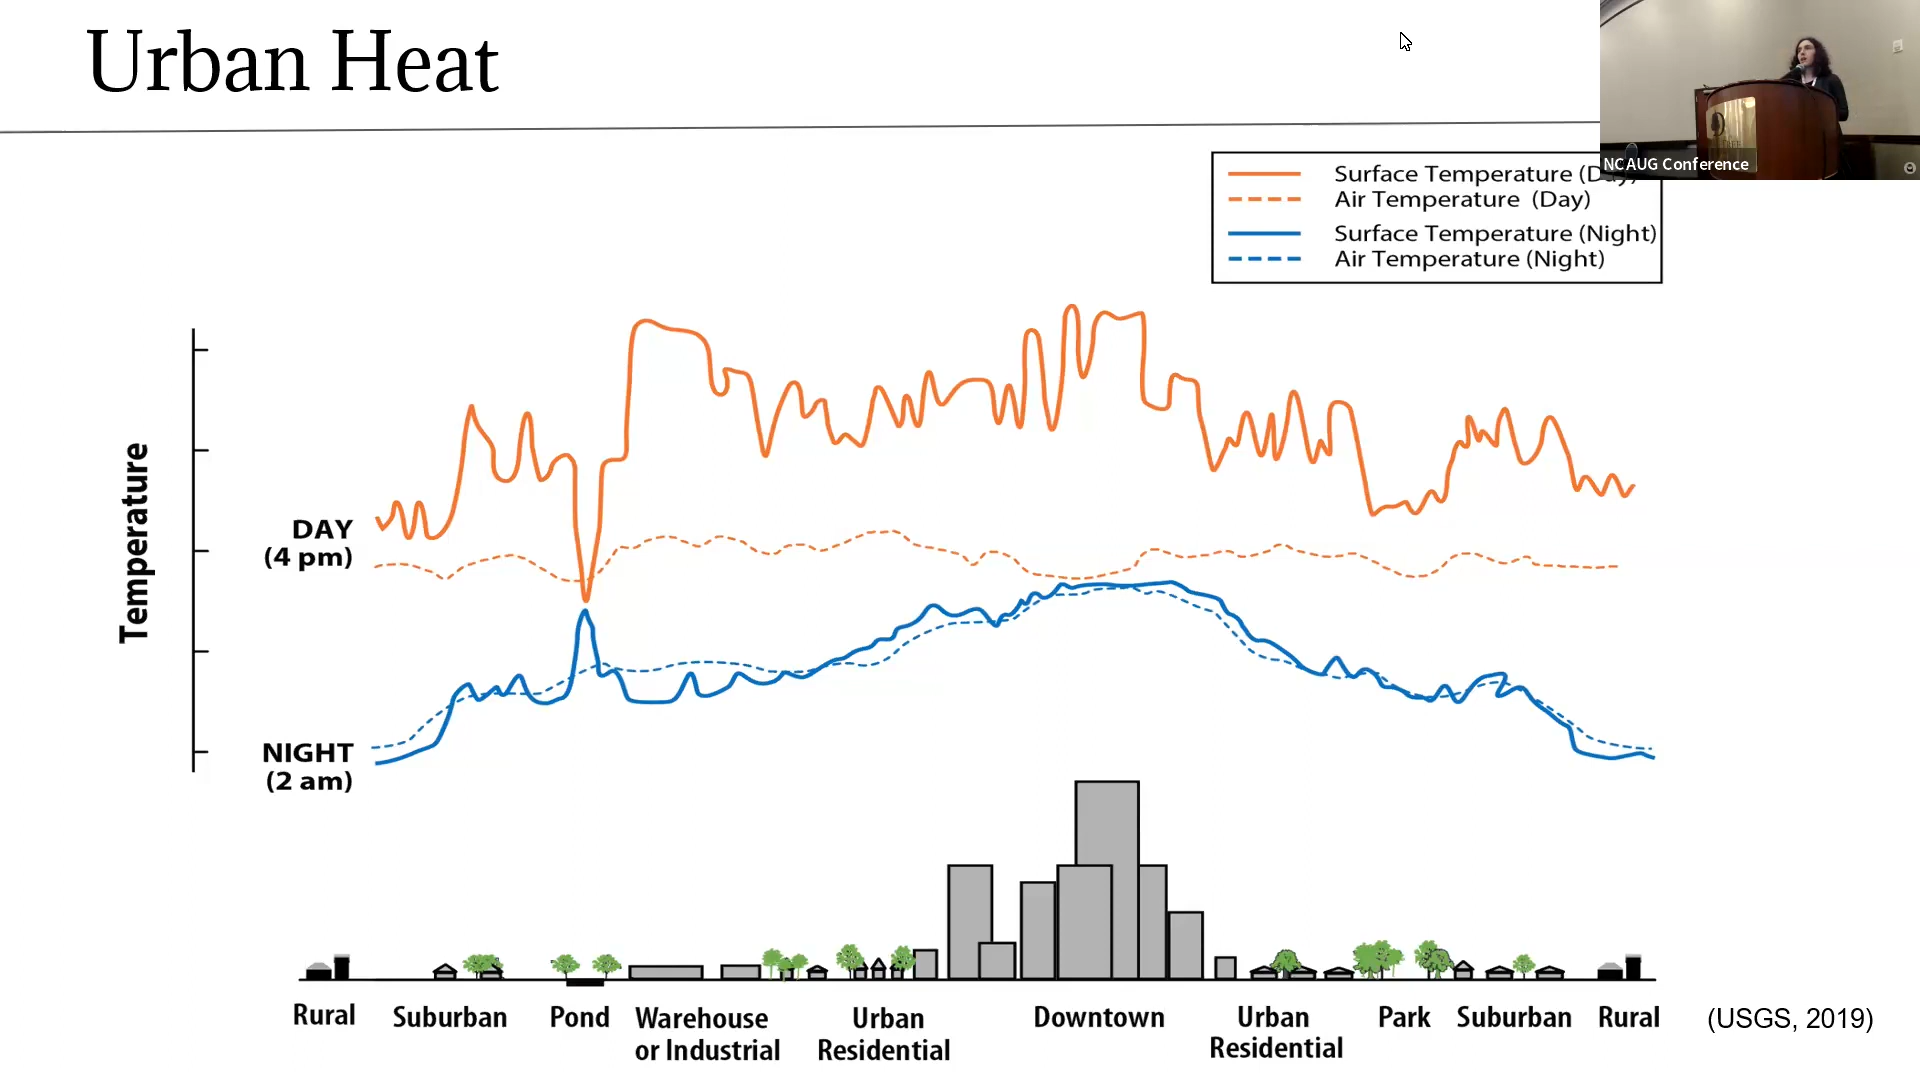 Urban Heat
NCAUG Conference
Surface Temperature (Day)
Air Temperature (Day)
Surface Temperature (Night)
Air Temperature (Night)
Temperature
DAY
(4 pm)
NIGHT
(2 am)
Rural
Suburban
Pond
Warehouse
or Industrial
Urban
Residential
Downtown
Urban
Residential
Park
Suburban
Rural
(USGS, 2019)